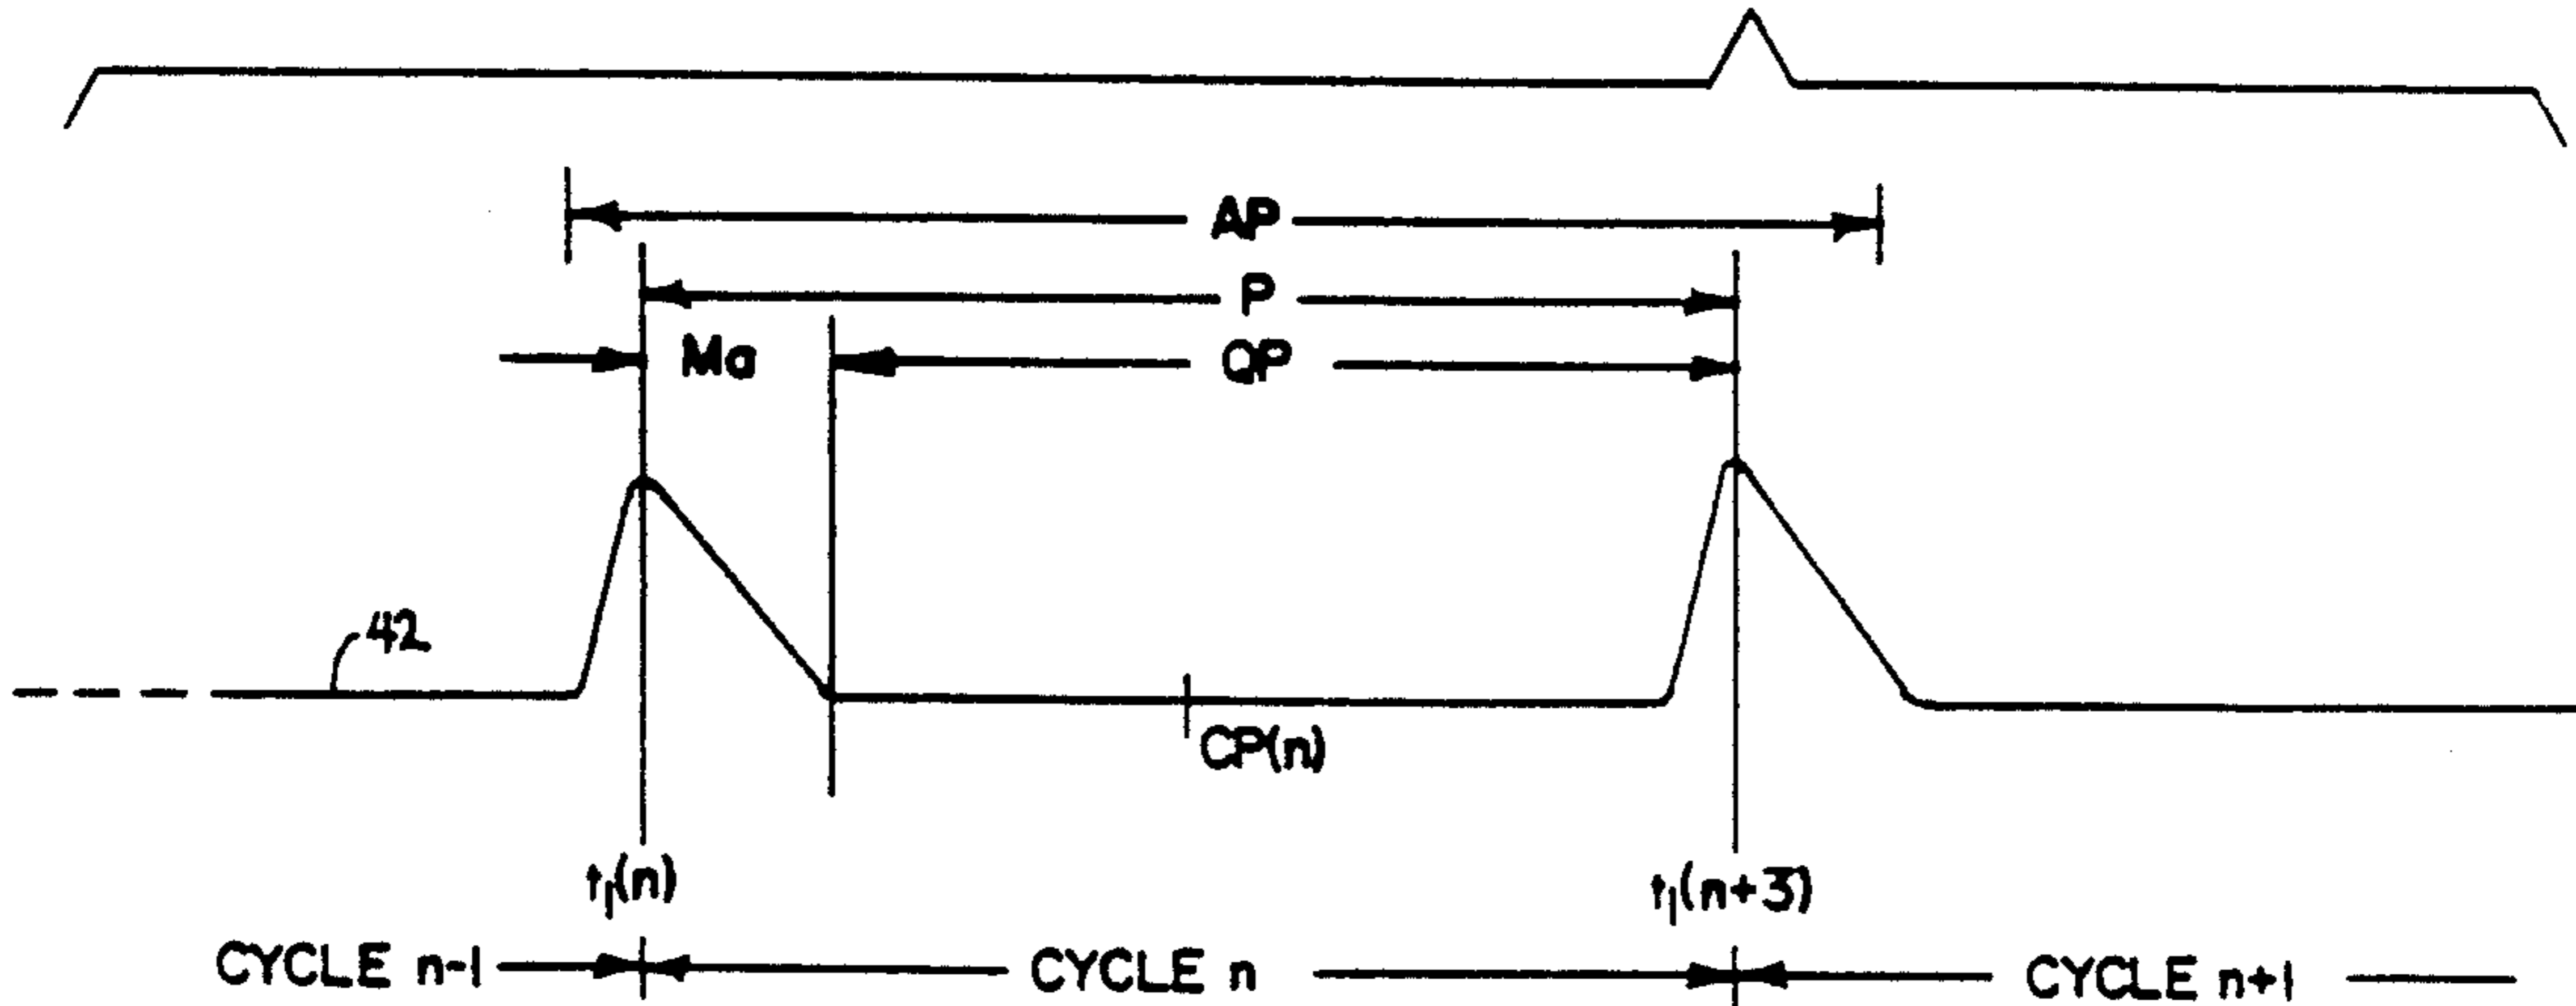 AP
P
Ma QP
42
CP(n)
t₁(n) t₁(n+3)
CYCLE n-1 CYCLE n CYCLE n+1